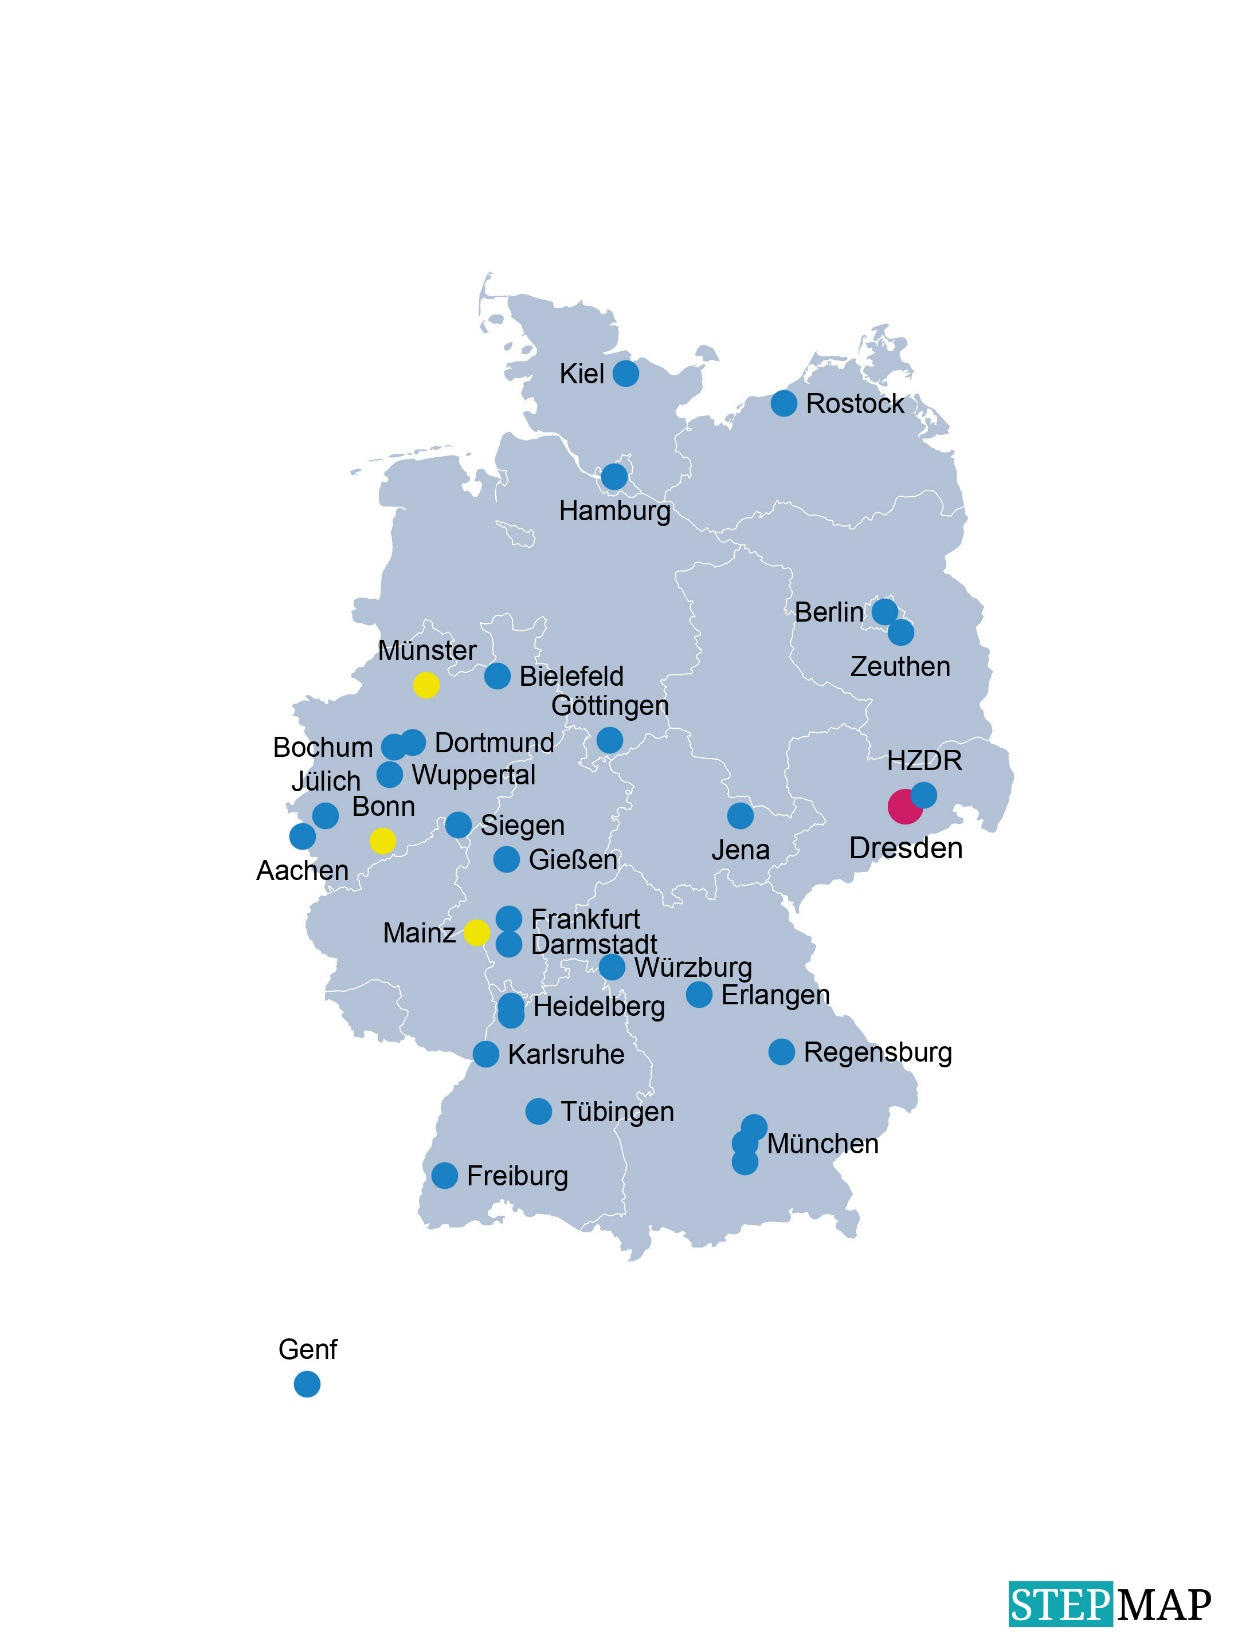 Kiel
Rostock
Hamburg
Berlin
Zeuthen
Münster
Bielefeld
Göttingen
Bochum
Dortmund
HZDR
Jülich
Wuppertal
Bonn
Siegen
Jena
Dresden
Gießen
Aachen
Frankfurt
Mainz
Darmstadt
Würzburg
Erlangen
Heidelberg
Karlsruhe
Regensburg
Tübingen
München
Freiburg
Genf
STEPMAP